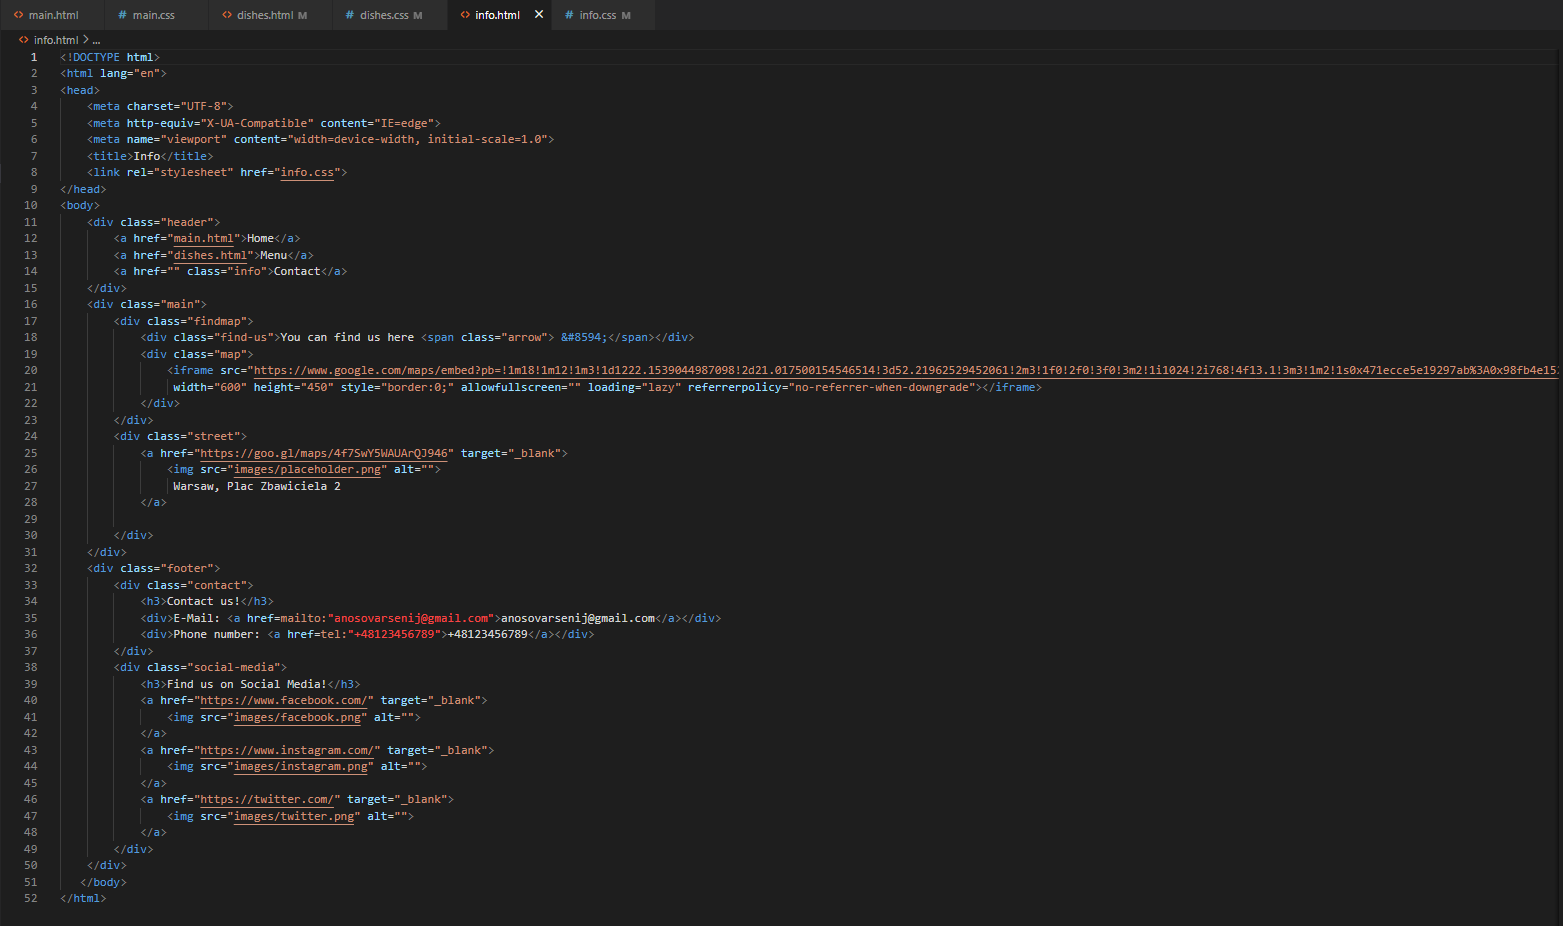 main.html
# main.css
dishes.html M
# dishes.css M
info.html ×
# info.css M
info.html > ...
1 <!DOCTYPE html>
2 <html lang="en">
3 <head>
4 <meta charset="UTF-8">
5 <meta http-equiv="X-UA-Compatible" content="IE=edge">
6 <meta name="viewport" content="width=device-width, initial-scale=1.0">
7 <title>Info</title>
8 <link rel="stylesheet" href="info.css">
9 </head>
10 <body>
11 <div class="header">
12 <a href="main.html">Home</a>
13 <a href="dishes.html">Menu</a>
14 <a href="" class="info">Contact</a>
15 </div>
16 <div class="main">
17 <div class="findmap">
18 <div class="find-us">You can find us here <span class="arrow"> &#8594;</span></div>
19 <div class="map">
20 <iframe src="https://www.google.com/maps/embed?pb=!1m18!1m12!1m3!1d1222.1539044987098!2d21.017500154546514!3d52.21962529452061!2m3!1f0!2f0!3f0!3m2!1i1024!2i768!4f13.1!3m3!1m2!1s0x471ecce5e19297ab%3A0x98fb4e15
21 width="600" height="450" style="border:0;" allowfullscreen="" loading="lazy" referrerpolicy="no-referrer-when-downgrade"></iframe>
22 </div>
23 </div>
24 <div class="street">
25 <a href="https://goo.gl/maps/4f7SwY5WAUArQJ946" target="_blank">
26 <img src="images/placeholder.png" alt="">
27 Warsaw, Plac Zbawiciela 2
28 </a>
29
30 </div>
31 </div>
32 <div class="footer">
33 <div class="contact">
34 <h3>Contact us!</h3>
35 <div>E-Mail: <a href=mailto:"anosovarsenij@gmail.com">anosovarsenij@gmail.com</a></div>
36 <div>Phone number: <a href=tel:"+48123456789">+48123456789</a></div>
37 </div>
38 <div class="social-media">
39 <h3>Find us on Social Media!</h3>
40 <a href="https://www.facebook.com/" target="_blank">
41 <img src="images/facebook.png" alt="">
42 </a>
43 <a href="https://www.instagram.com/" target="_blank">
44 <img src="images/instagram.png" alt="">
45 </a>
46 <a href="https://twitter.com/" target="_blank">
47 <img src="images/twitter.png" alt="">
48 </a>
49 </div>
50 </div>
51 </body>
52 </html>